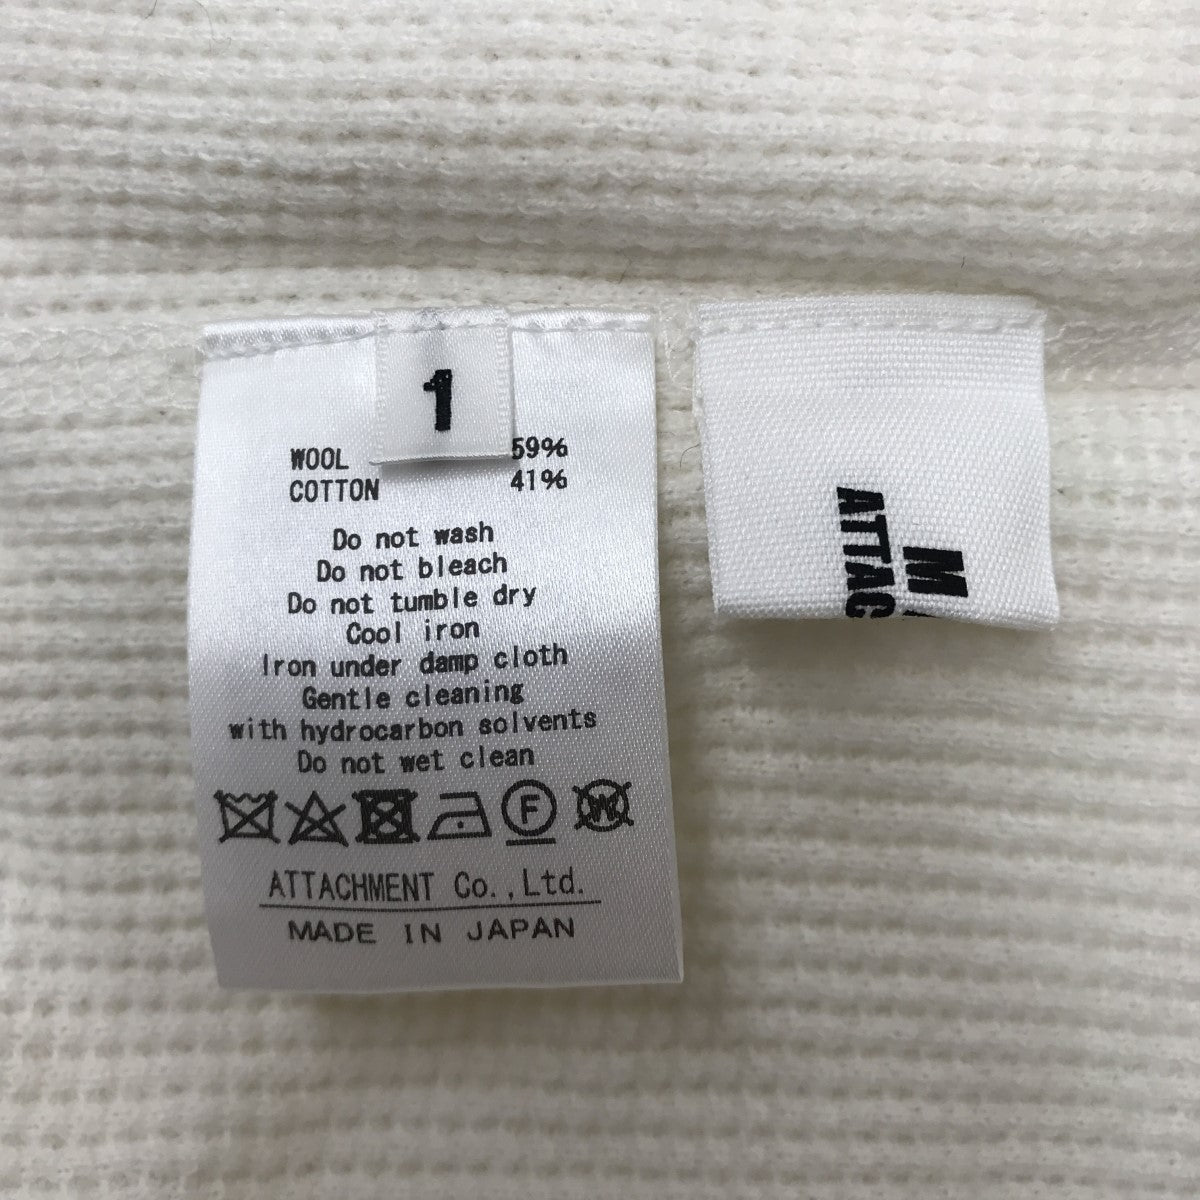 1
WOOL 59%
COTTON 41%
Do not wash
Do not bleach
Do not tumble dry
Cool iron
Iron under damp cloth
Gentle cleaning
with hydrocarbon solvents
Do not wet clean
F W
ATTACHMENT Co.,Ltd.
MADE IN JAPAN
M
ATTAC